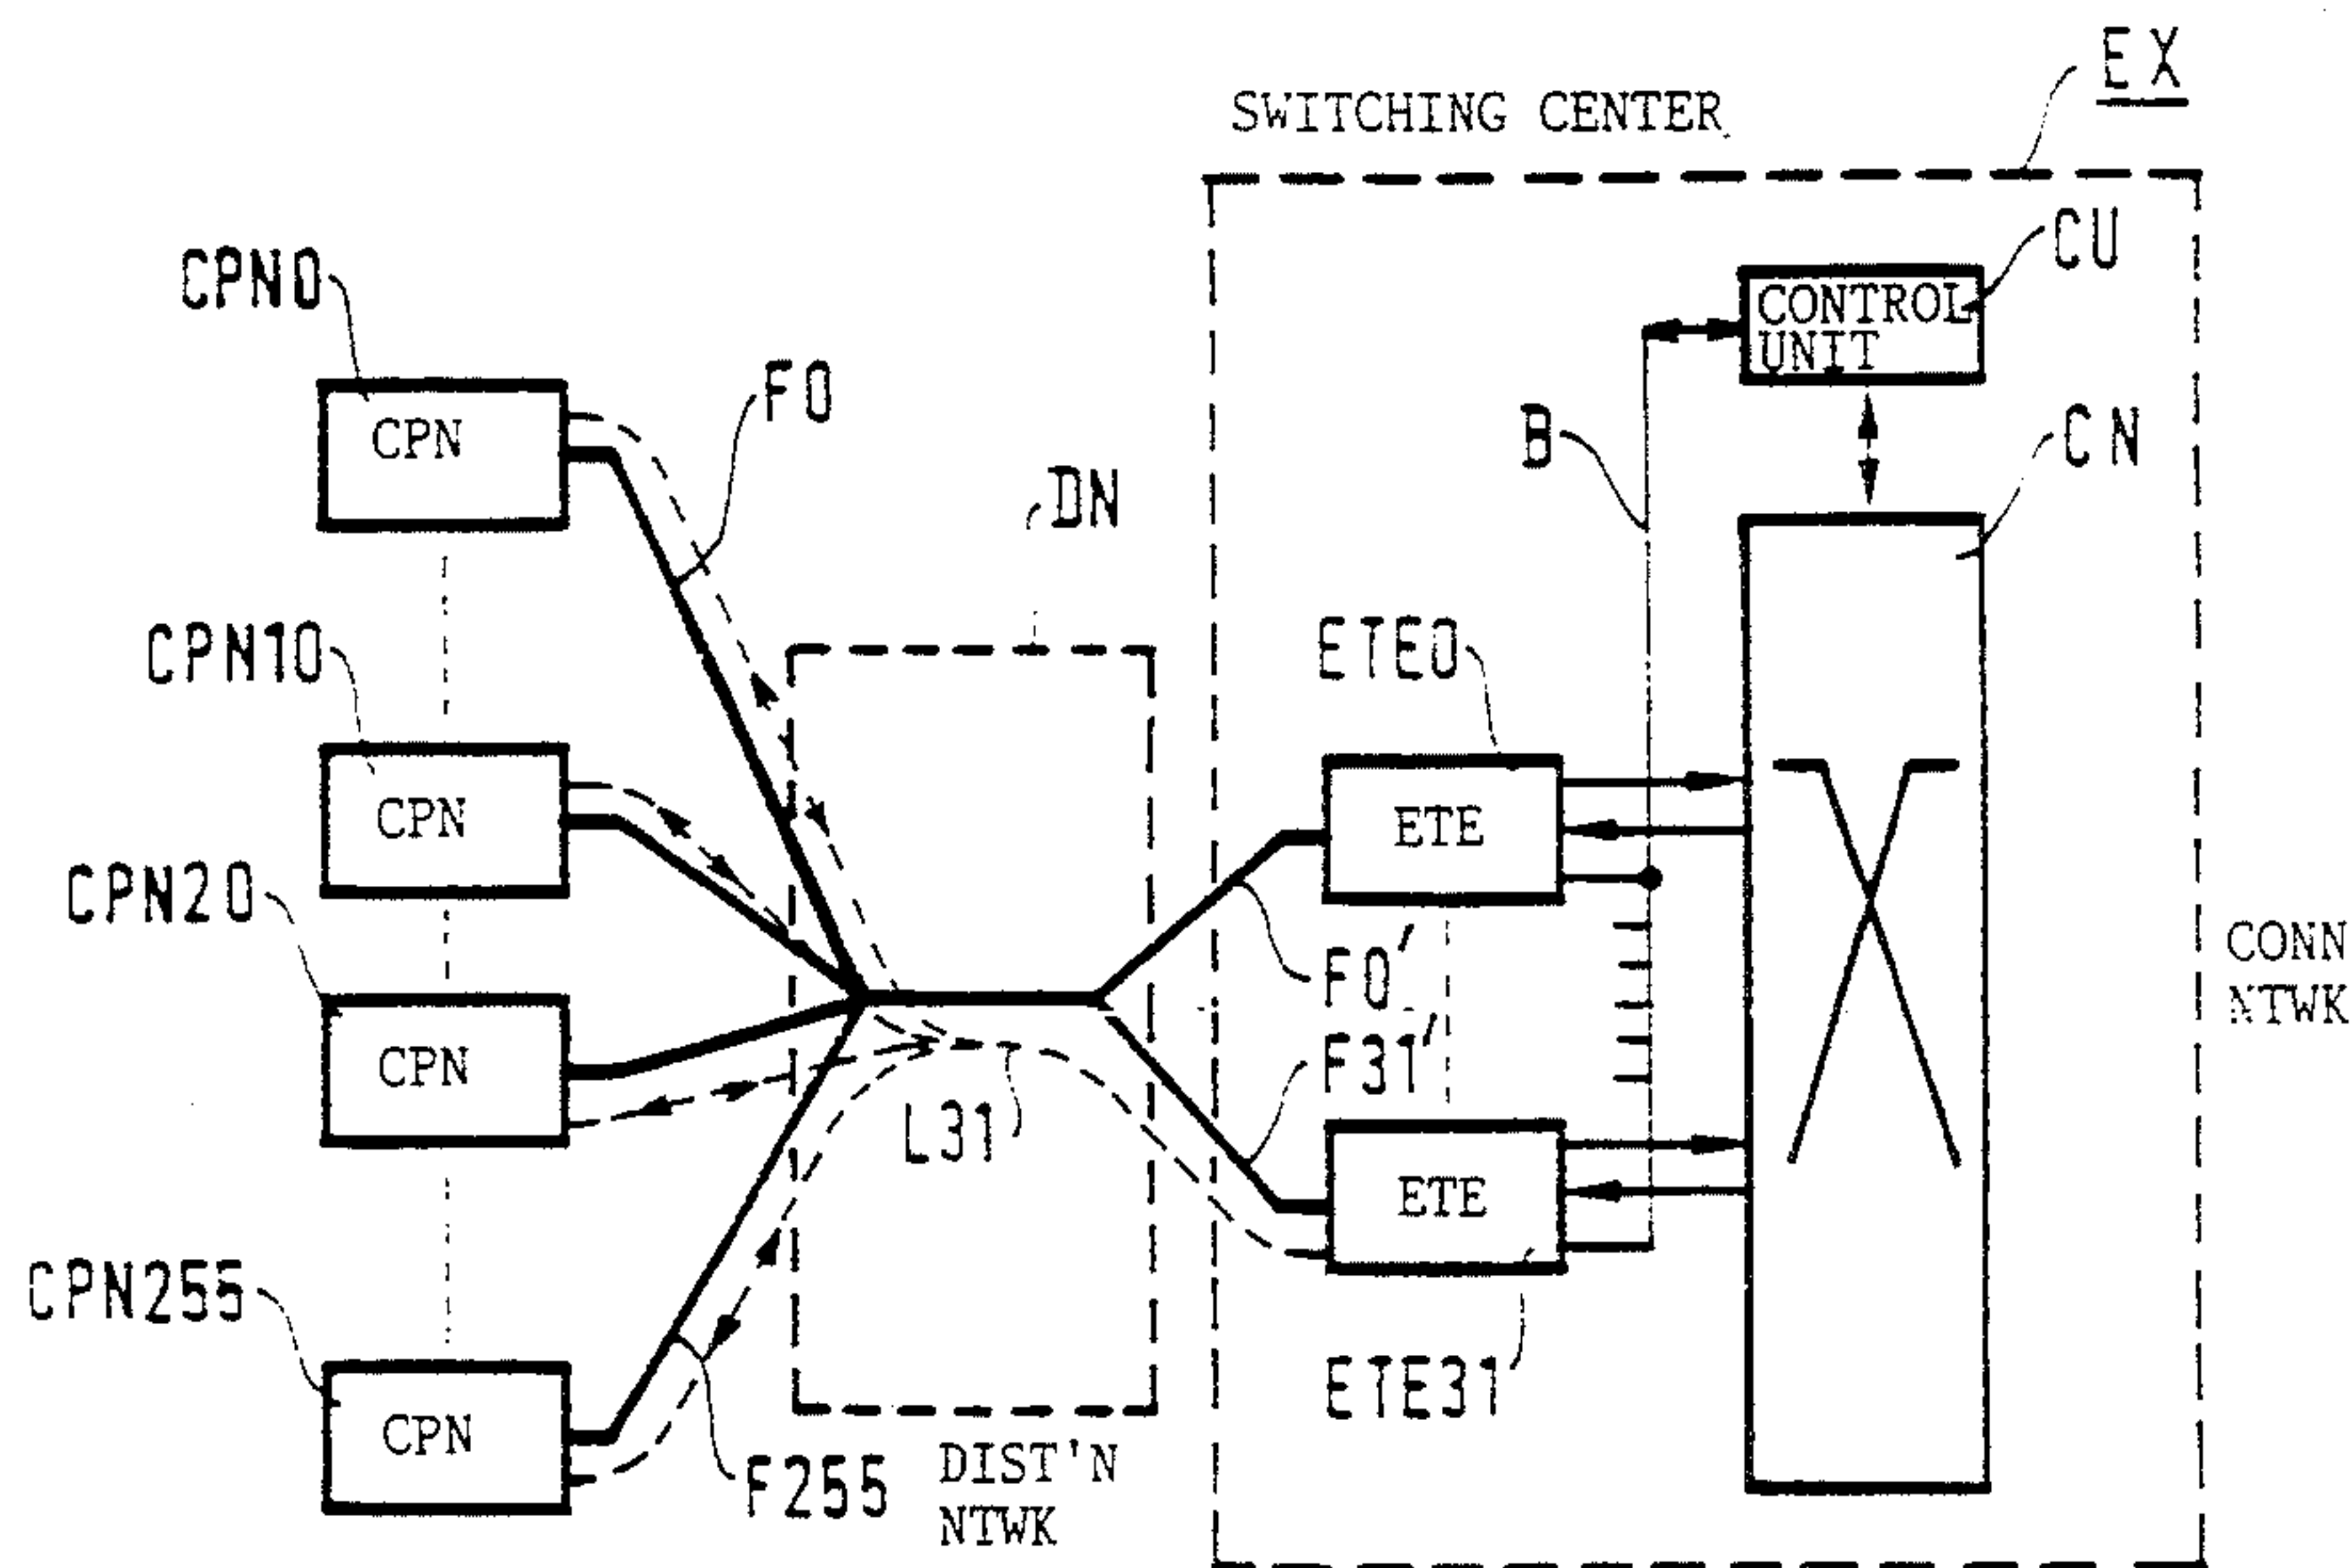 EX
SWITCHING CENTER
CU
CPN0
CONTROL
UNIT
F0
CPN
B
CN
DN
CPN10
ETE0
CPN
ETE
CPN20
CONN
NTWK
F0'
CPN
F31'
L31
ETE
CPN255
ETE31
CPN
F255
DIST'N
NTWK